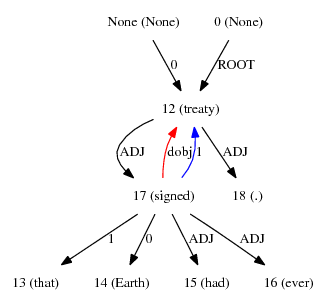 None (None) 0 (None)
0 ROOT
12 (treaty)
ADJ dobj 1 ADJ
17 (signed) 18 (.)
1 0 ADJ ADJ
13 (that) 14 (Earth) 15 (had) 16 (ever)